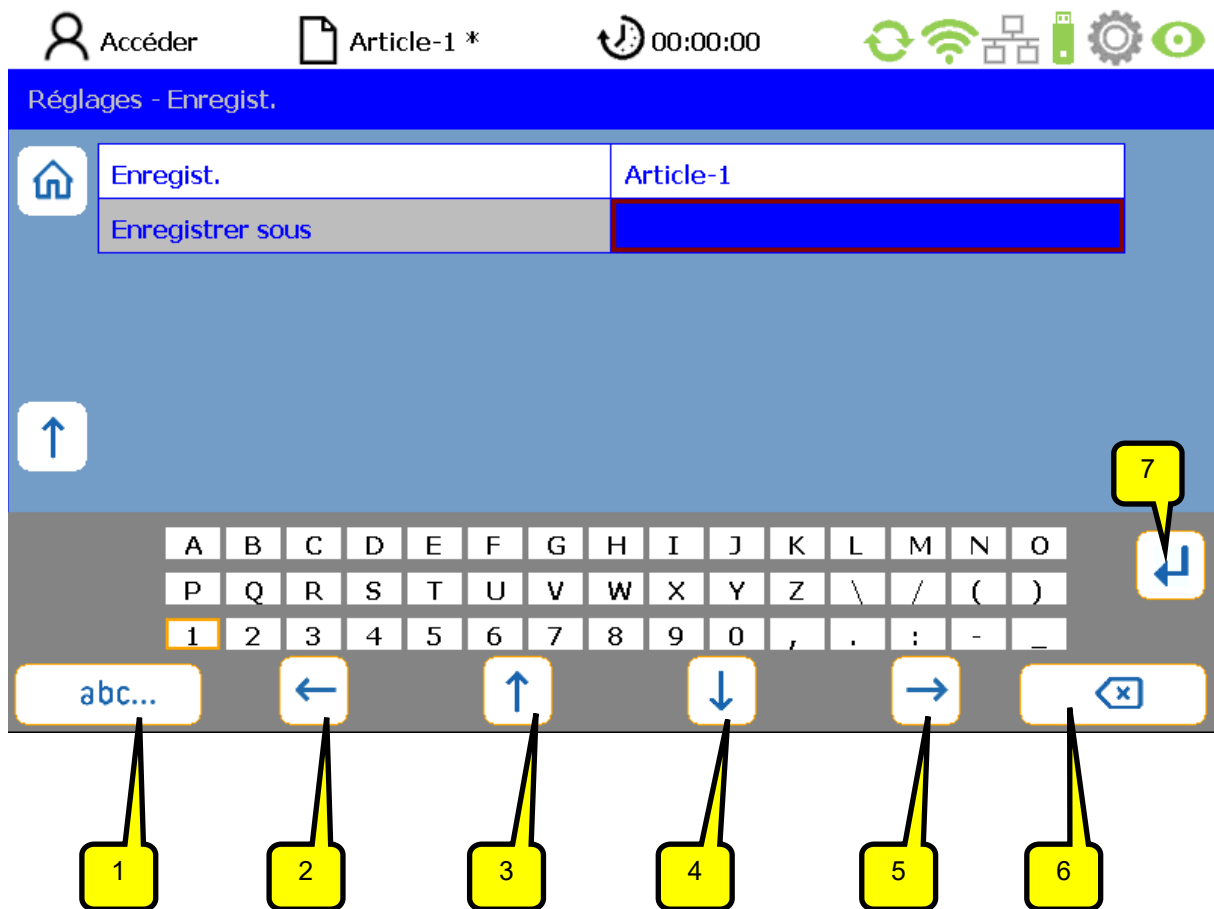 Accéder Article-1 * 00:00:00
Réglages - Enregist.
Enregist. Article-1
Enregistrer sous
7
A B C D E F G H I J K L M N O
P Q R S T U V W X Y Z \ / ( )
1 2 3 4 5 6 7 8 9 0 , . : - _
abc...
1 2 3 4 5 6